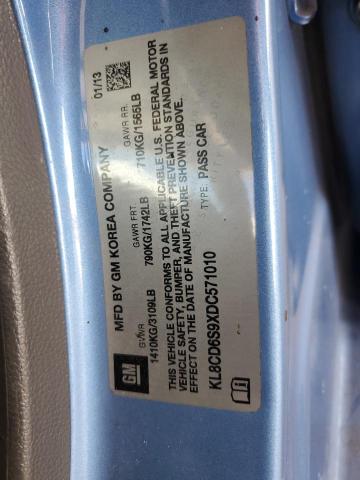 MFD BY GM KOREA COMPANY 01/13
GVWR GAWR FRT. GAWR RR.
1410KG/3109LB 790KG/1742LB 710KG/1565LB
THIS VEHICLE CONFORMS TO ALL APPLICABLE U.S. FEDERAL MOTOR
VEHICLE SAFETY, BUMPER, AND THEFT PREVENTION STANDARDS IN
EFFECT ON THE DATE OF MANUFACTURE SHOWN ABOVE.
KL8CD6S9XDC571010 TYPE: PASS CAR
GM